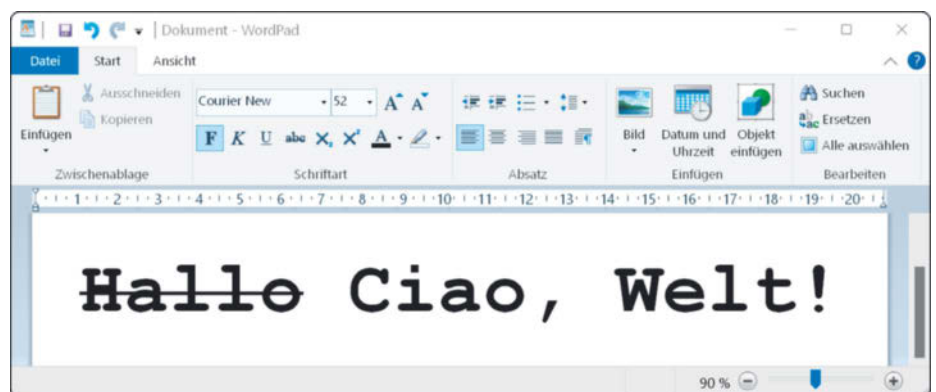 Dokument - WordPad
Datei Start Ansicht
Einfügen
Ausschneiden
Kopieren
Zwischenablage
Courier New 52 A A
F K U abc X, X² A
Schriftart
Absatz
Bild
Datum und Uhrzeit
Objekt einfügen
Einfügen
Suchen
Ersetzen
Alle auswählen
Bearbeiten
1 2 3 4 5 6 7 8 9 10 11 12 13 14 15 16 17 18 19 20
Hallo Ciao, Welt!
90 %